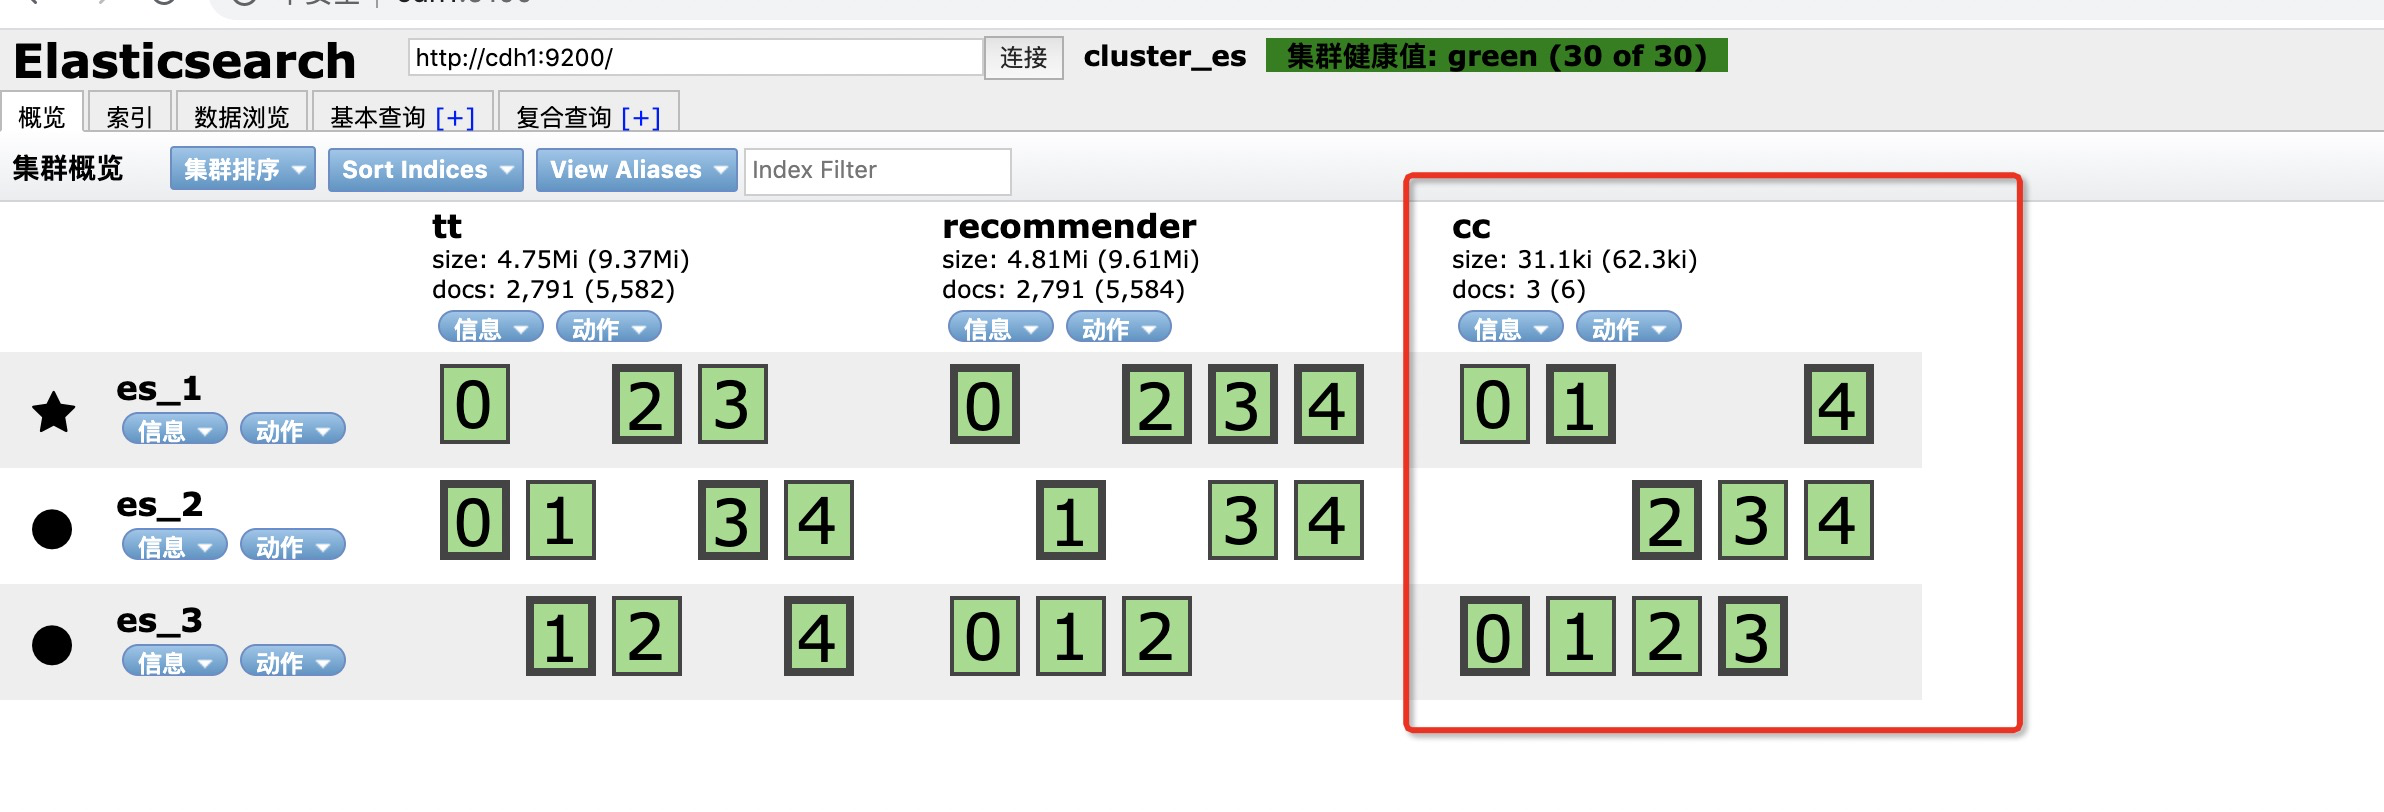 Elasticsearch http://cdh1:9200/ 连接 cluster_es 集群健康值: green (30 of 30)
概览 索引 数据浏览 基本查询 [+] 复合查询 [+]
集群概览 集群排序 Sort Indices View Aliases Index Filter
tt recommender cc
size: 4.75Mi (9.37Mi) size: 4.81Mi (9.61Mi) size: 31.1ki (62.3ki)
docs: 2,791 (5,582) docs: 2,791 (5,584) docs: 3 (6)
信息 动作 信息 动作 信息 动作
es_1 0 2 3 0 2 3 4 0 1 4
信息 动作
es_2 0 1 3 4 1 3 4 2 3 4
信息 动作
es_3 1 2 4 0 1 2 0 1 2 3
信息 动作